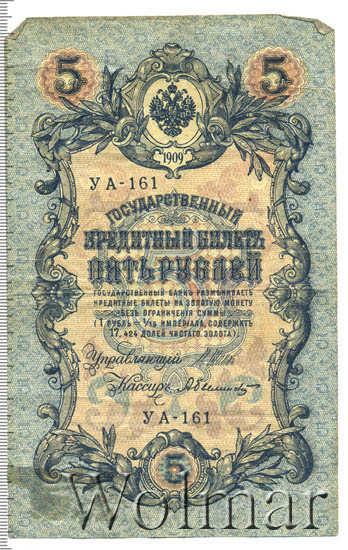 5 5
1909
УА-161
ГОСУДАРСТВЕННЫЙ
КРЕДИТНЫЙ БИЛЕТЪ
ПЯТЬ РУБЛЕЙ
ГОСУДАРСТВЕННЫЙ БАНКЪ РАЗМѢНИВАЕТЪ
КРЕДИТНЫЕ БИЛЕТЫ НА ЗОЛОТУЮ МОНЕТУ
БЕЗЪ ОГРАНИЧЕНІЯ СУММЫ
(1 РУБЛЬ = 1/15 ИМПЕРІАЛА, СОДЕРЖИТЪ
17,424 ДОЛЕЙ ЧИСТАГО ЗОЛОТА).
Управляющій
Кассиръ
УА-161
5
Wolmar